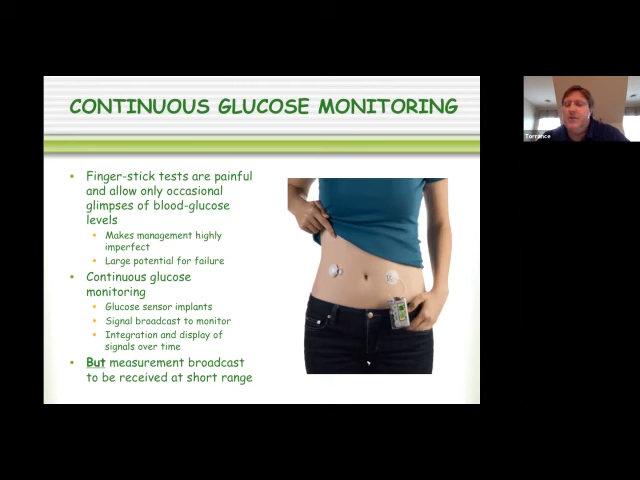 CONTINUOUS GLUCOSE MONITORING
Torrance
• Finger-stick tests are painful
and allow only occasional
glimpses of blood-glucose
levels
• Makes management highly
imperfect
• Large potential for failure
• Continuous glucose
monitoring
• Glucose sensor implants
• Signal broadcast to monitor
• Integration and display of
signals over time
• But measurement broadcast
to be received at short range